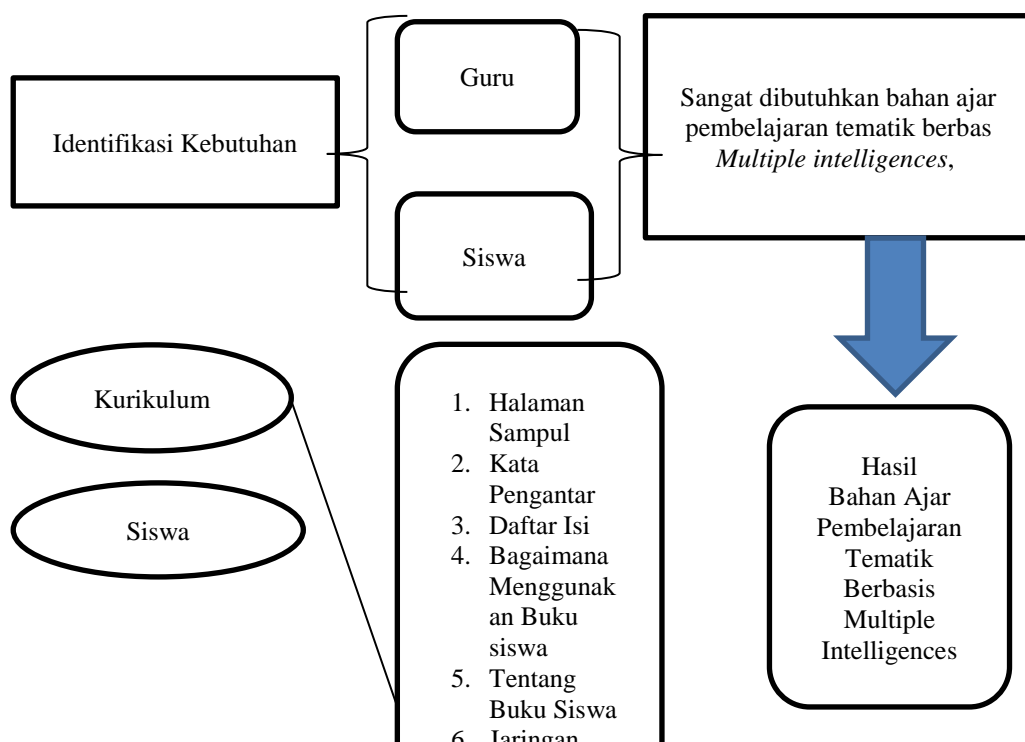 Identifikasi Kebutuhan
Guru
Siswa
Sangat dibutuhkan bahan ajar
pembelajaran tematik berbas
Multiple intelligences,
Kurikulum
Siswa
1. Halaman
Sampul
2. Kata
Pengantar
3. Daftar Isi
4. Bagaimana
Menggunak
an Buku
siswa
5. Tentang
Buku Siswa
6. Jaringan
Hasil
Bahan Ajar
Pembelajaran
Tematik
Berbasis
Multiple
Intelligences